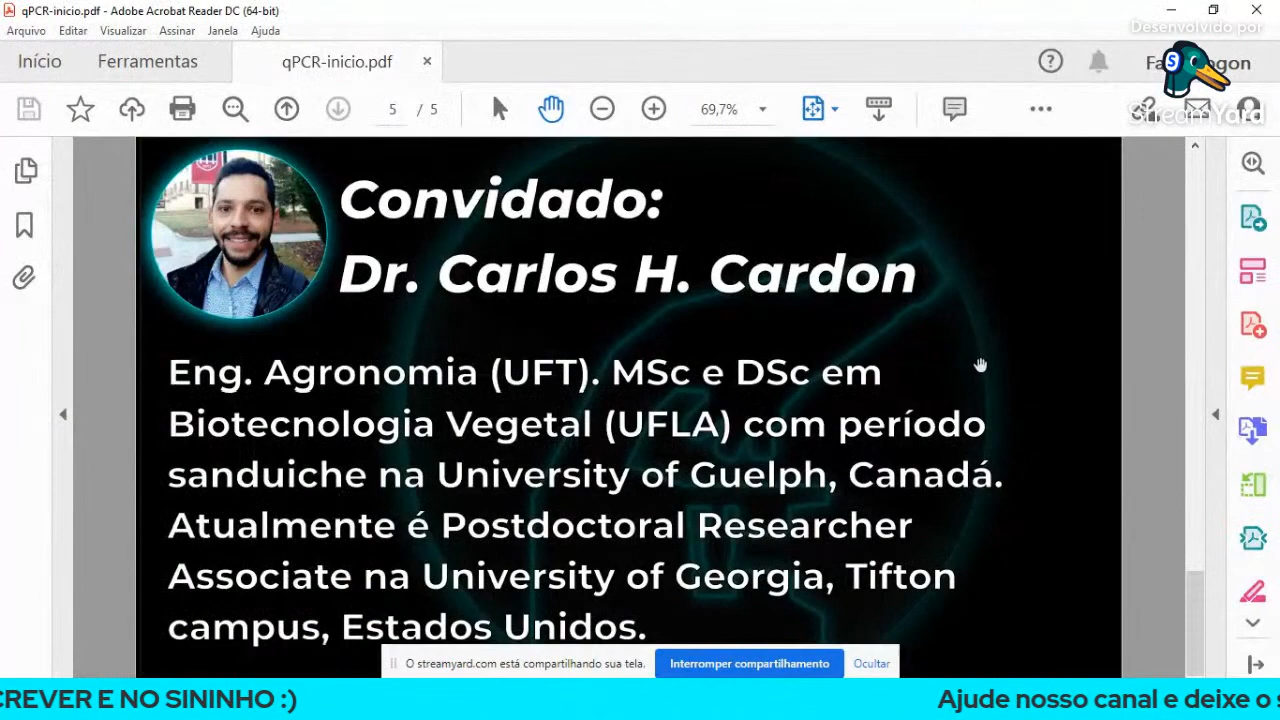 qPCR-inicio.pdf - Adobe Acrobat Reader DC (64-bit)
Arquivo Editar Visualizar Assinar Janela Ajuda
Desenvolvido por
Início Ferramentas qPCR-inicio.pdf
5 / 5 69,7%
StreamYard
Convidado:
Dr. Carlos H. Cardon
Eng. Agronomia (UFT). MSc e DSc em
Biotecnologia Vegetal (UFLA) com período
sanduiche na University of Guelph, Canadá.
Atualmente é Postdoctoral Researcher
Associate na University of Georgia, Tifton
campus, Estados Unidos.
O streamyard.com está compartilhando sua tela. Interromper compartilhamento Ocultar
CREVER E NO SININHO :) Ajude nosso canal e deixe o s